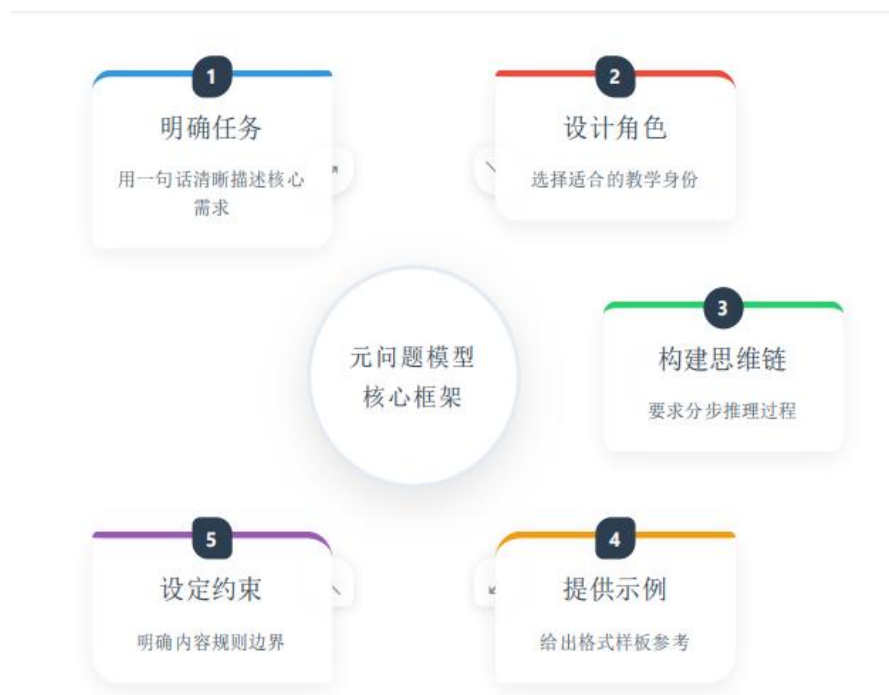 1
明确任务
用一句话清晰描述核心
需求
2
设计角色
选择适合的教学身份
3
构建思维链
要求分步推理过程
元问题模型
核心框架
4
提供示例
给出格式样板参考
5
设定约束
明确内容规则边界